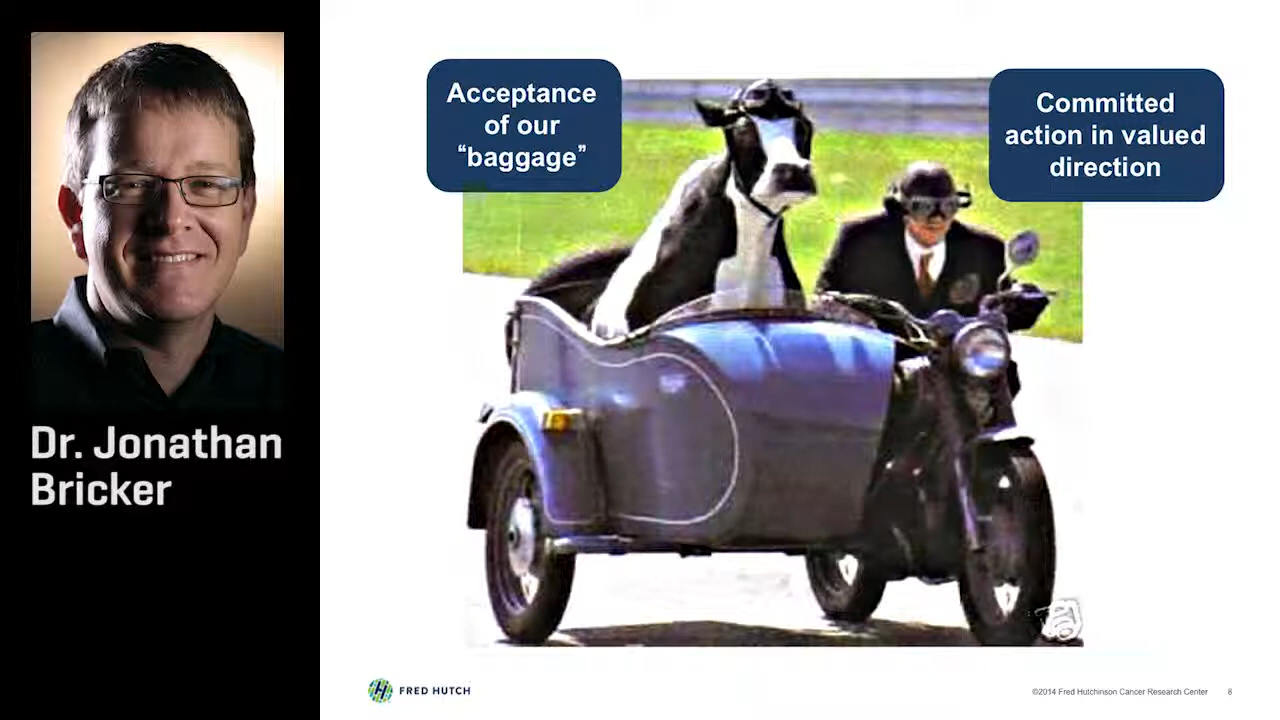 Dr. Jonathan
Bricker
Acceptance
of our
“baggage”
Committed
action in valued
direction
FRED HUTCH
©2014 Fred Hutchinson Cancer Research Center
8